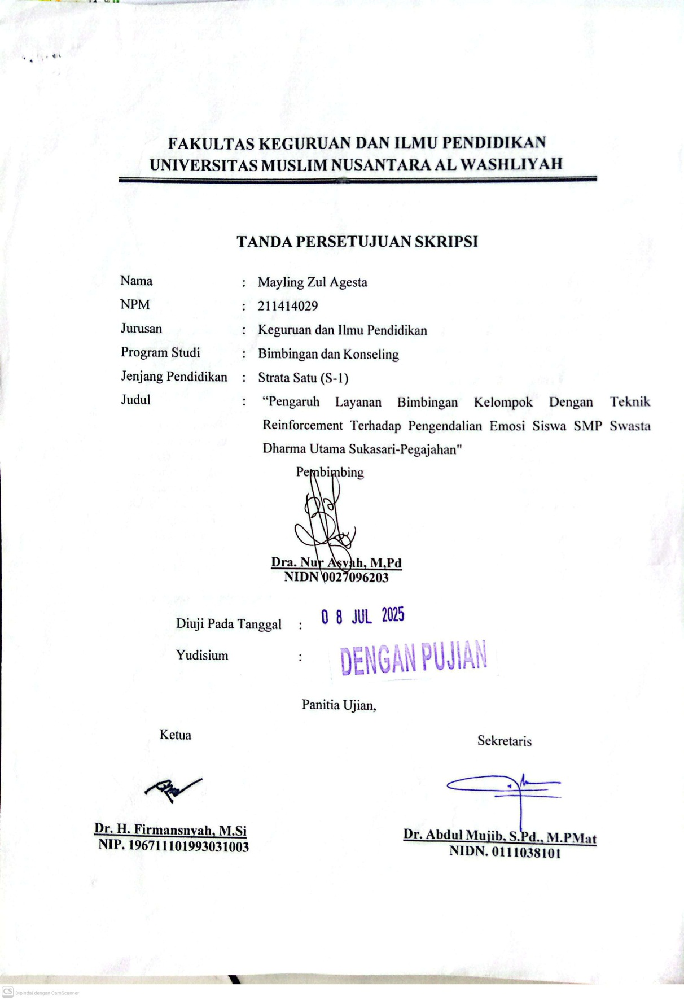 FAKULTAS KEGURUAN DAN ILMU PENDIDIKAN
UNIVERSITAS MUSLIM NUSANTARA AL WASHLIYAH
TANDA PERSETUJUAN SKRIPSI
Nama : Mayling Zul Agesta
NPM : 211414029
Jurusan : Keguruan dan Ilmu Pendidikan
Program Studi : Bimbingan dan Konseling
Jenjang Pendidikan : Strata Satu (S-1)
Judul : “Pengaruh Layanan Bimbingan Kelompok Dengan Teknik
Reinforcement Terhadap Pengendalian Emosi Siswa SMP Swasta
Dharma Utama Sukasari-Pegajahan"
Pembimbing
Dra. Nur Asyah, M.Pd
NIDN 0027096203
Diuji Pada Tanggal : 08 JUL 2025
Yudisium : DENGAN PUJIAN
Panitia Ujian,
Ketua
Sekretaris
Dr. H. Firmansnyah, M.Si
NIP. 196711101993031003
Dr. Abdul Mujib, S.Pd., M.PMat
NIDN. 0111038101
CS Dipindai dengan CamScanner